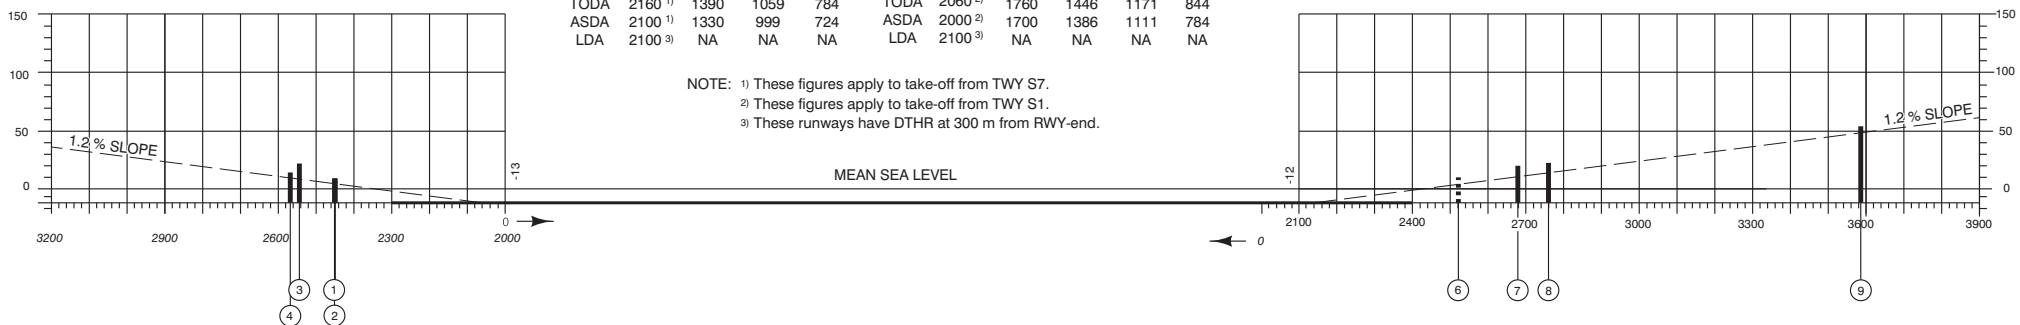 TODA 2160 1) 1390 1059 784 TODA 2060 2) 1760 1446 1171 844
ASDA 2100 1) 1330 999 724 ASDA 2000 2) 1700 1386 1111 784
LDA 2100 3) NA NA NA LDA 2100 3) NA NA NA NA
NOTE: 1) These figures apply to take-off from TWY S7.
2) These figures apply to take-off from TWY S1.
3) These runways have DTHR at 300 m from RWY-end.
150
100
50
0
1.2 % SLOPE
-13
MEAN SEA LEVEL
-12
1.2 % SLOPE
150
100
50
0
0
3200 2900 2600 2300 2000
0
2100 2400 2700 3000 3300 3600 3900
3 1
4 2
6 7 8 9